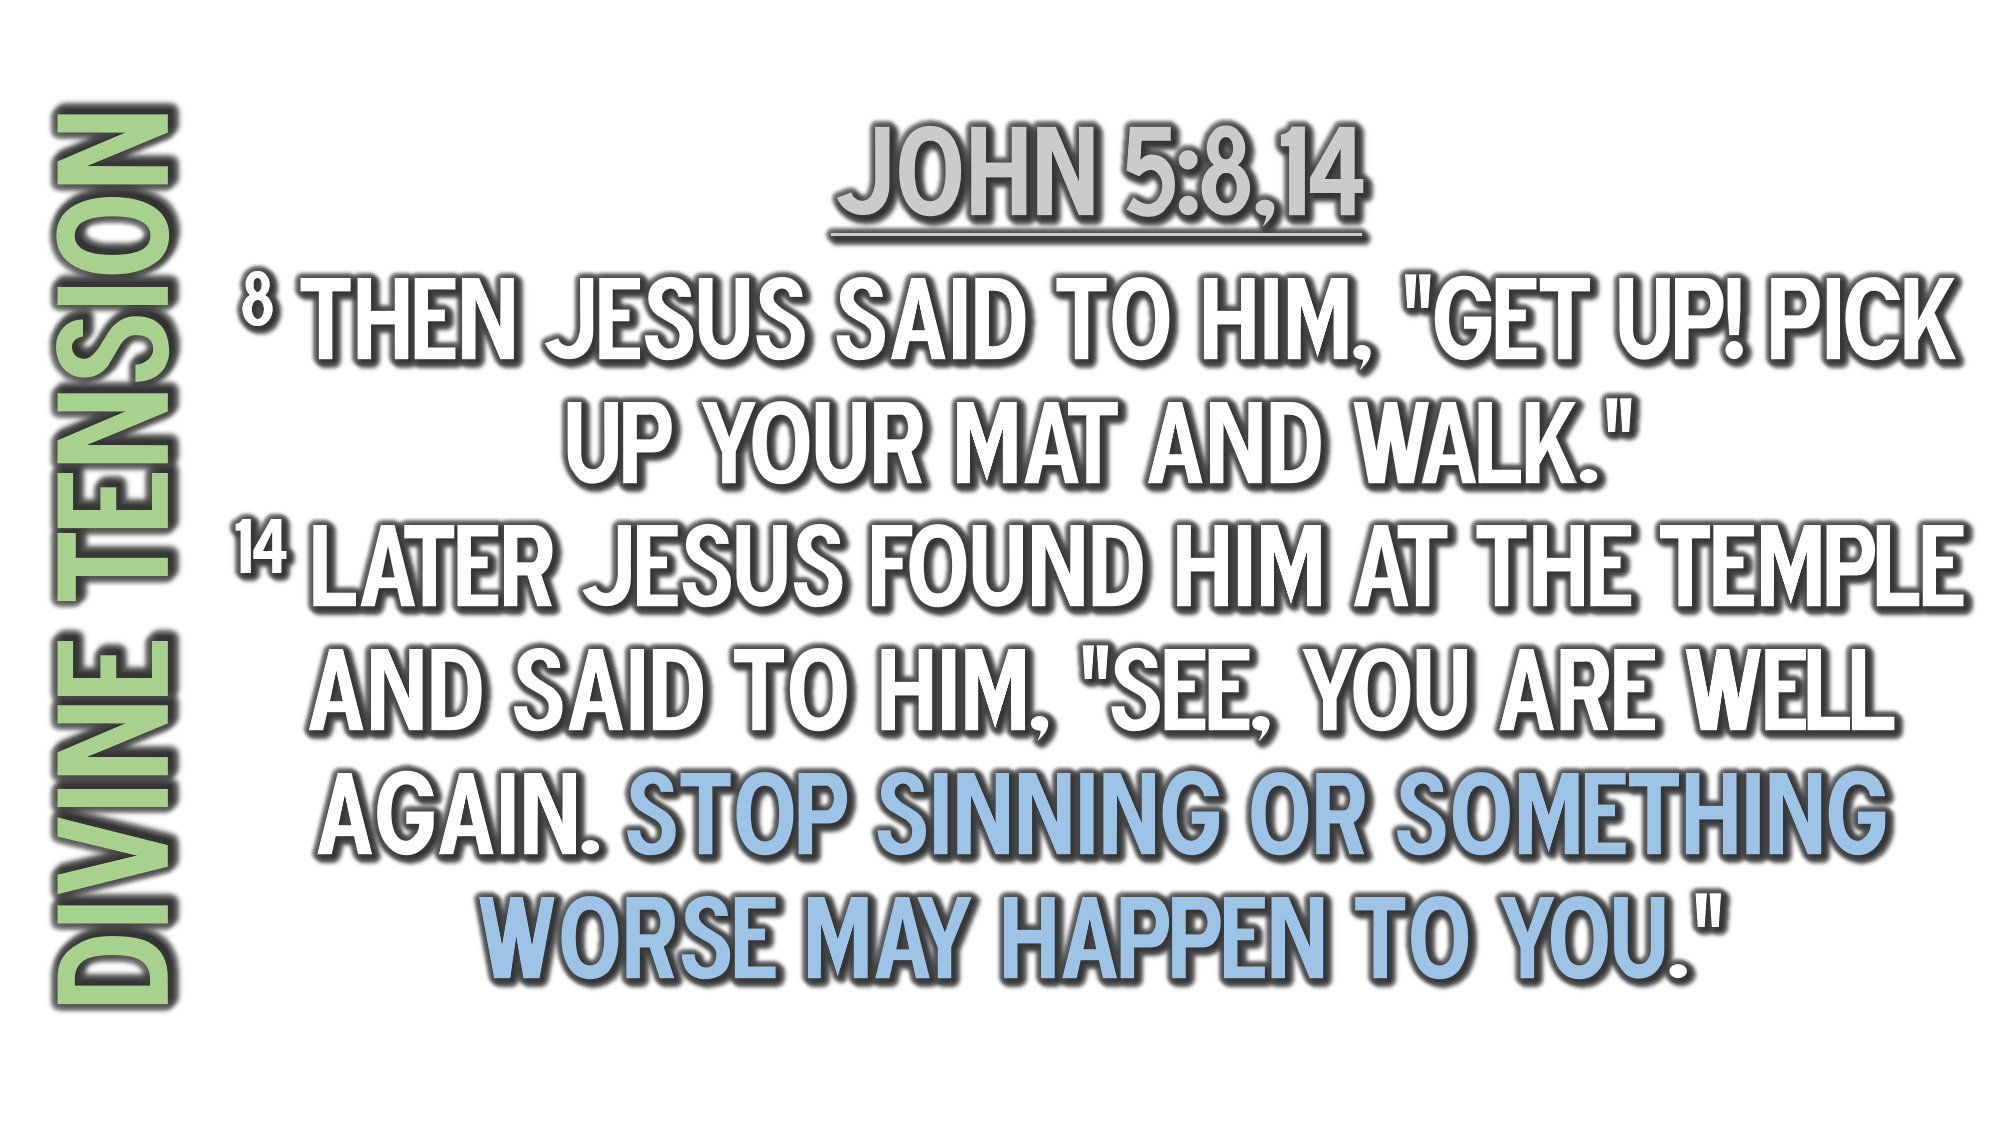 DIVINE TENSION
JOHN 5:8,14
8 THEN JESUS SAID TO HIM, "GET UP! PICK
UP YOUR MAT AND WALK."
14 LATER JESUS FOUND HIM AT THE TEMPLE
AND SAID TO HIM, "SEE, YOU ARE WELL
AGAIN. STOP SINNING OR SOMETHING
WORSE MAY HAPPEN TO YOU."